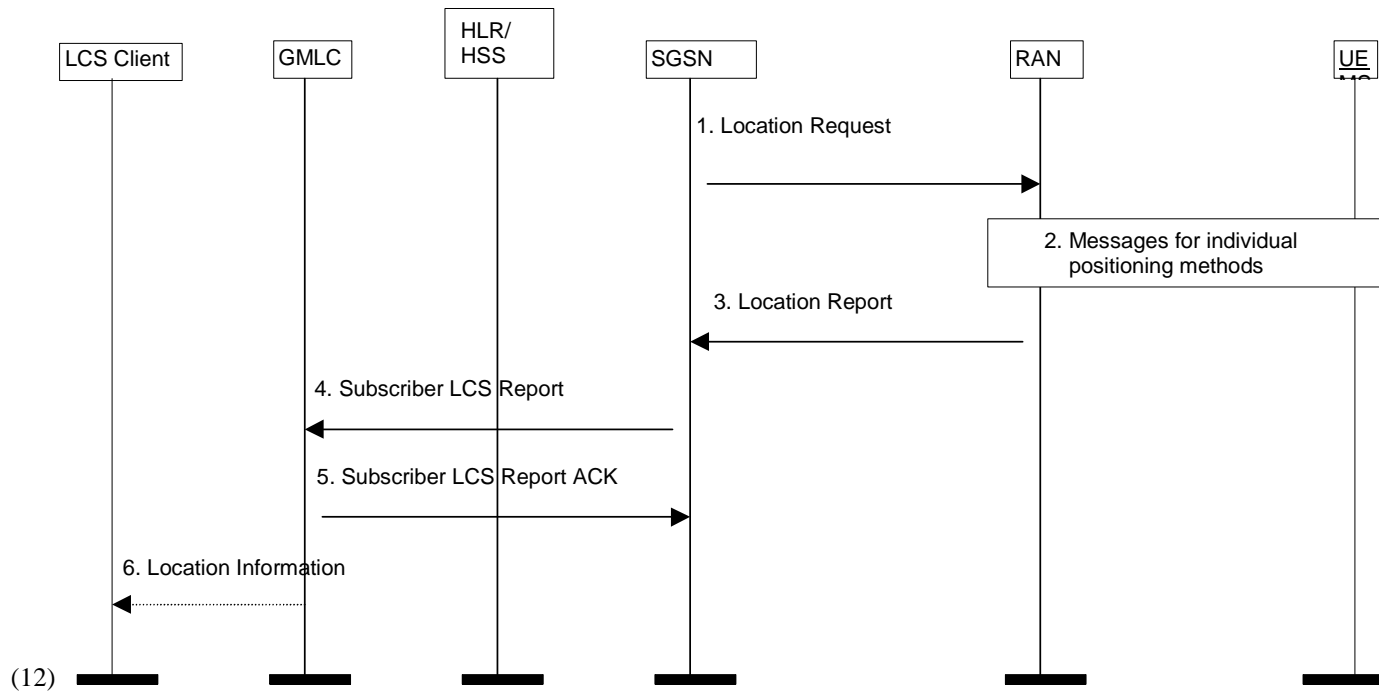 HLR/
HSS
LCS Client
GMLC
SGSN
RAN
UE
1. Location Request
2. Messages for individual
positioning methods
3. Location Report
4. Subscriber LCS Report
5. Subscriber LCS Report ACK
6. Location Information
(12)